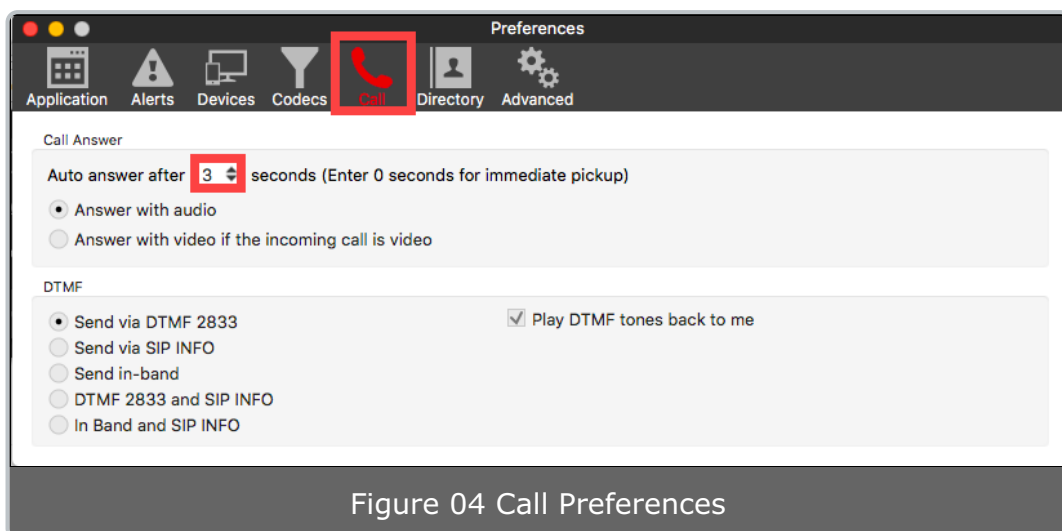 Preferences
Application Alerts Devices Codecs Call Directory Advanced
Call Answer
Auto answer after 3 seconds (Enter 0 seconds for immediate pickup)
Answer with audio
Answer with video if the incoming call is video
DTMF
Send via DTMF 2833 Play DTMF tones back to me
Send via SIP INFO
Send in-band
DTMF 2833 and SIP INFO
In Band and SIP INFO
Figure 04 Call Preferences